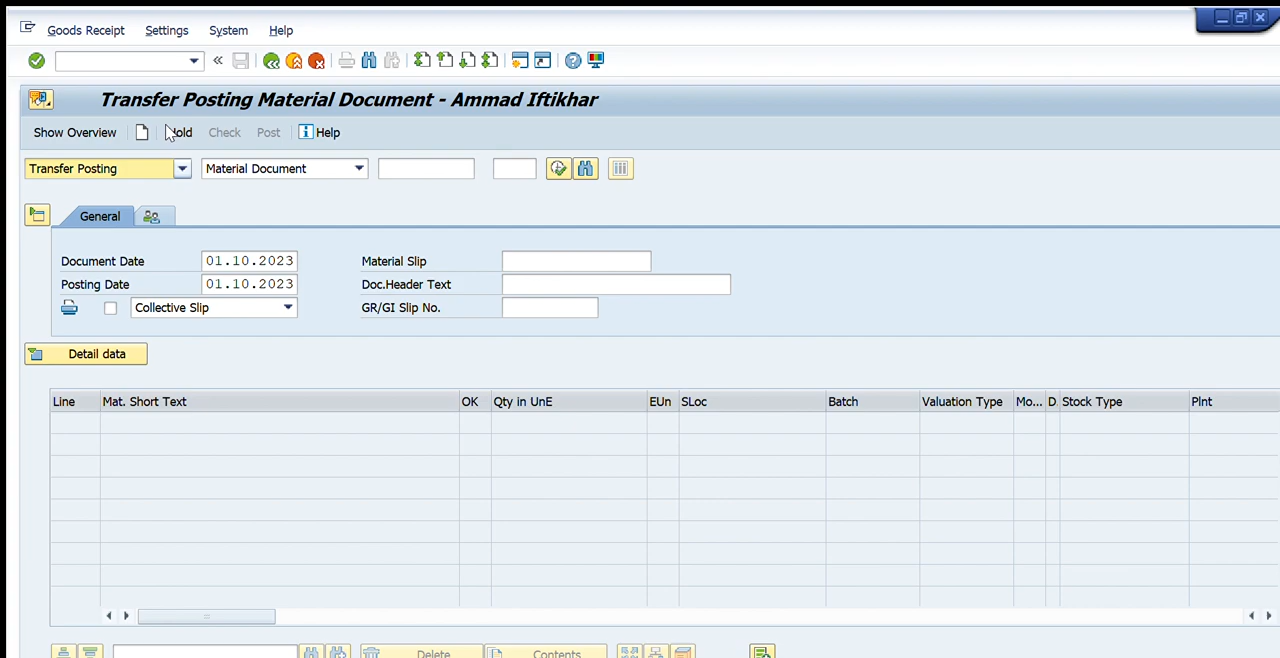 Goods Receipt Settings System Help
Transfer Posting Material Document - Ammad Iftikhar
Show Overview Hold Check Post Help
Transfer Posting Material Document
General
Document Date 01.10.2023 Material Slip
Posting Date 01.10.2023 Doc.Header Text
Collective Slip GR/GI Slip No.
Detail data
Line Mat. Short Text OK Qty in UnE EUn SLoc Batch Valuation Type Mo... D. Stock Type Plnt
Delete Contents